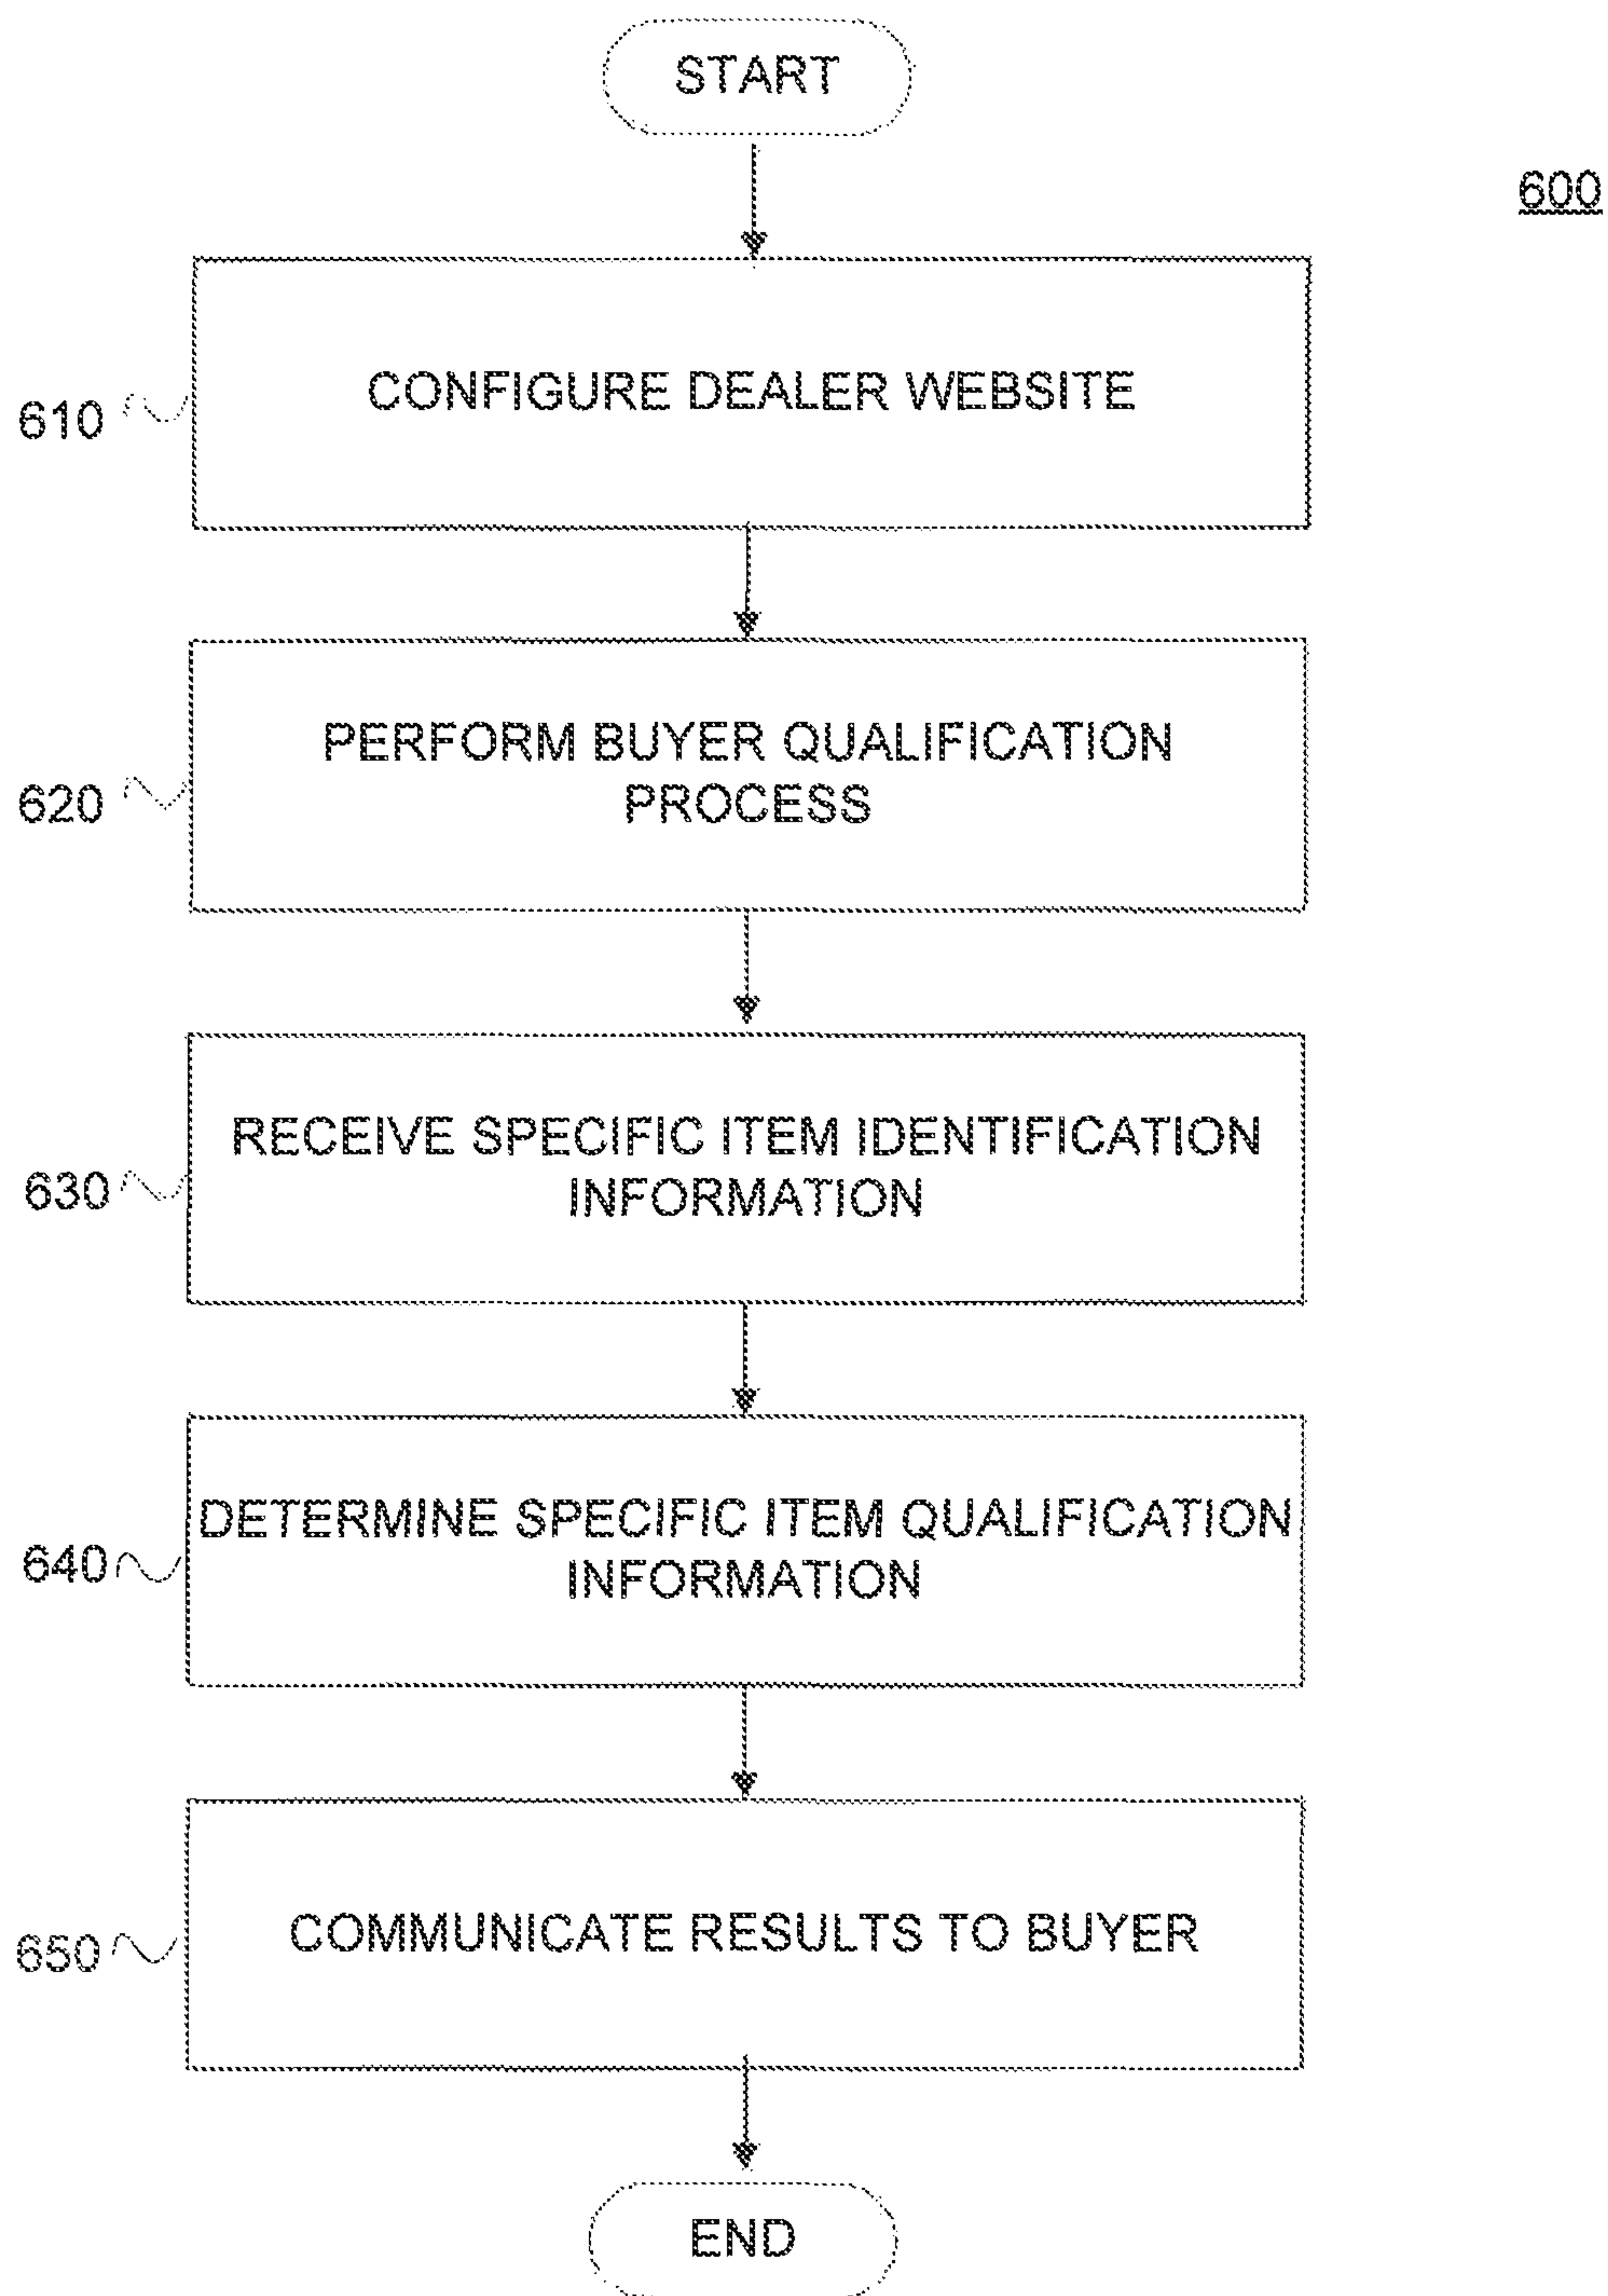 START
600
CONFIGURE DEALER WEBSITE
610
PERFORM BUYER QUALIFICATION
PROCESS
620
RECEIVE SPECIFIC ITEM IDENTIFICATION
INFORMATION
630
DETERMINE SPECIFIC ITEM QUALIFICATION
INFORMATION
640
COMMUNICATE RESULTS TO BUYER
650
END